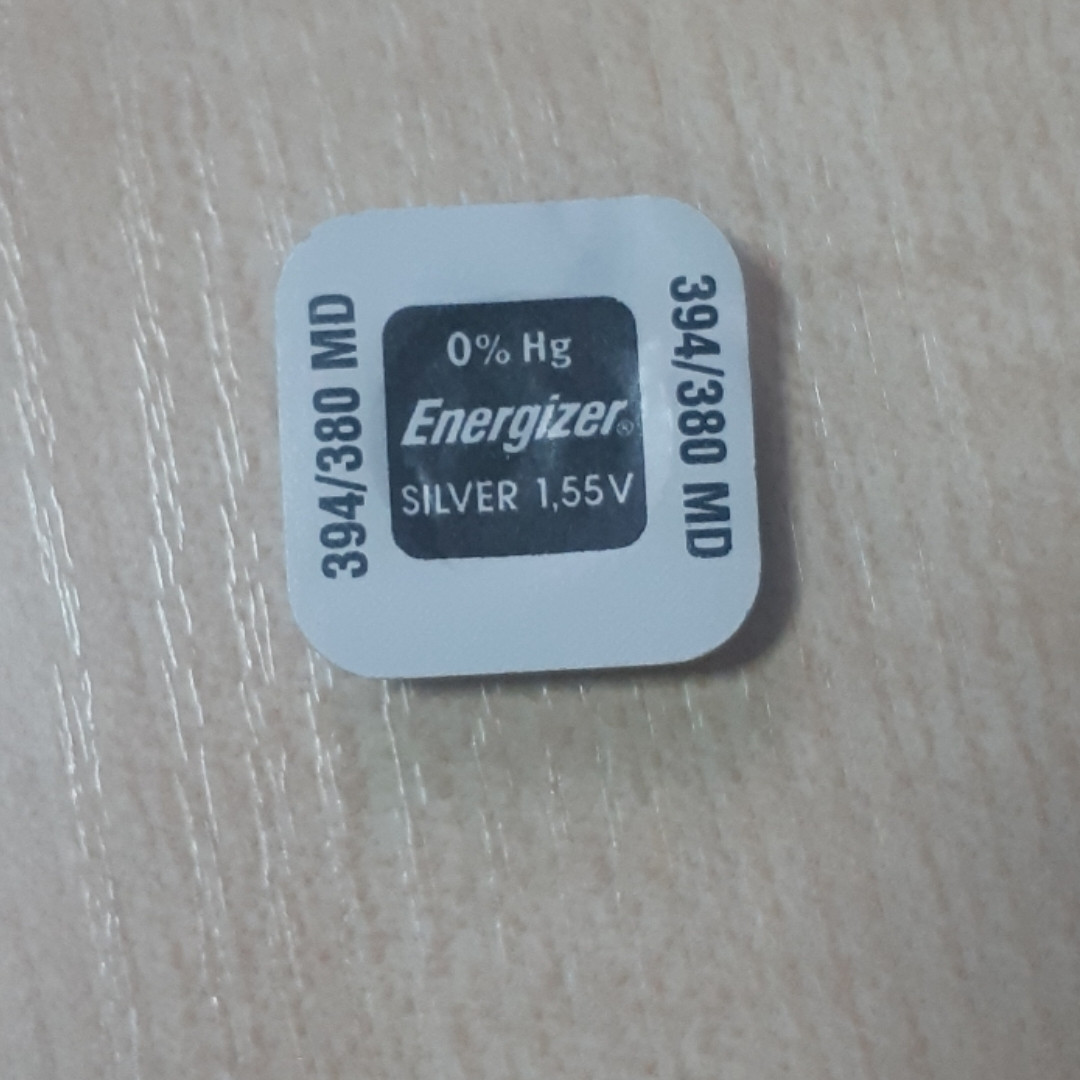 394/380 MD
0% Hg
Energizer®
SILVER 1,55V
394/380 MD